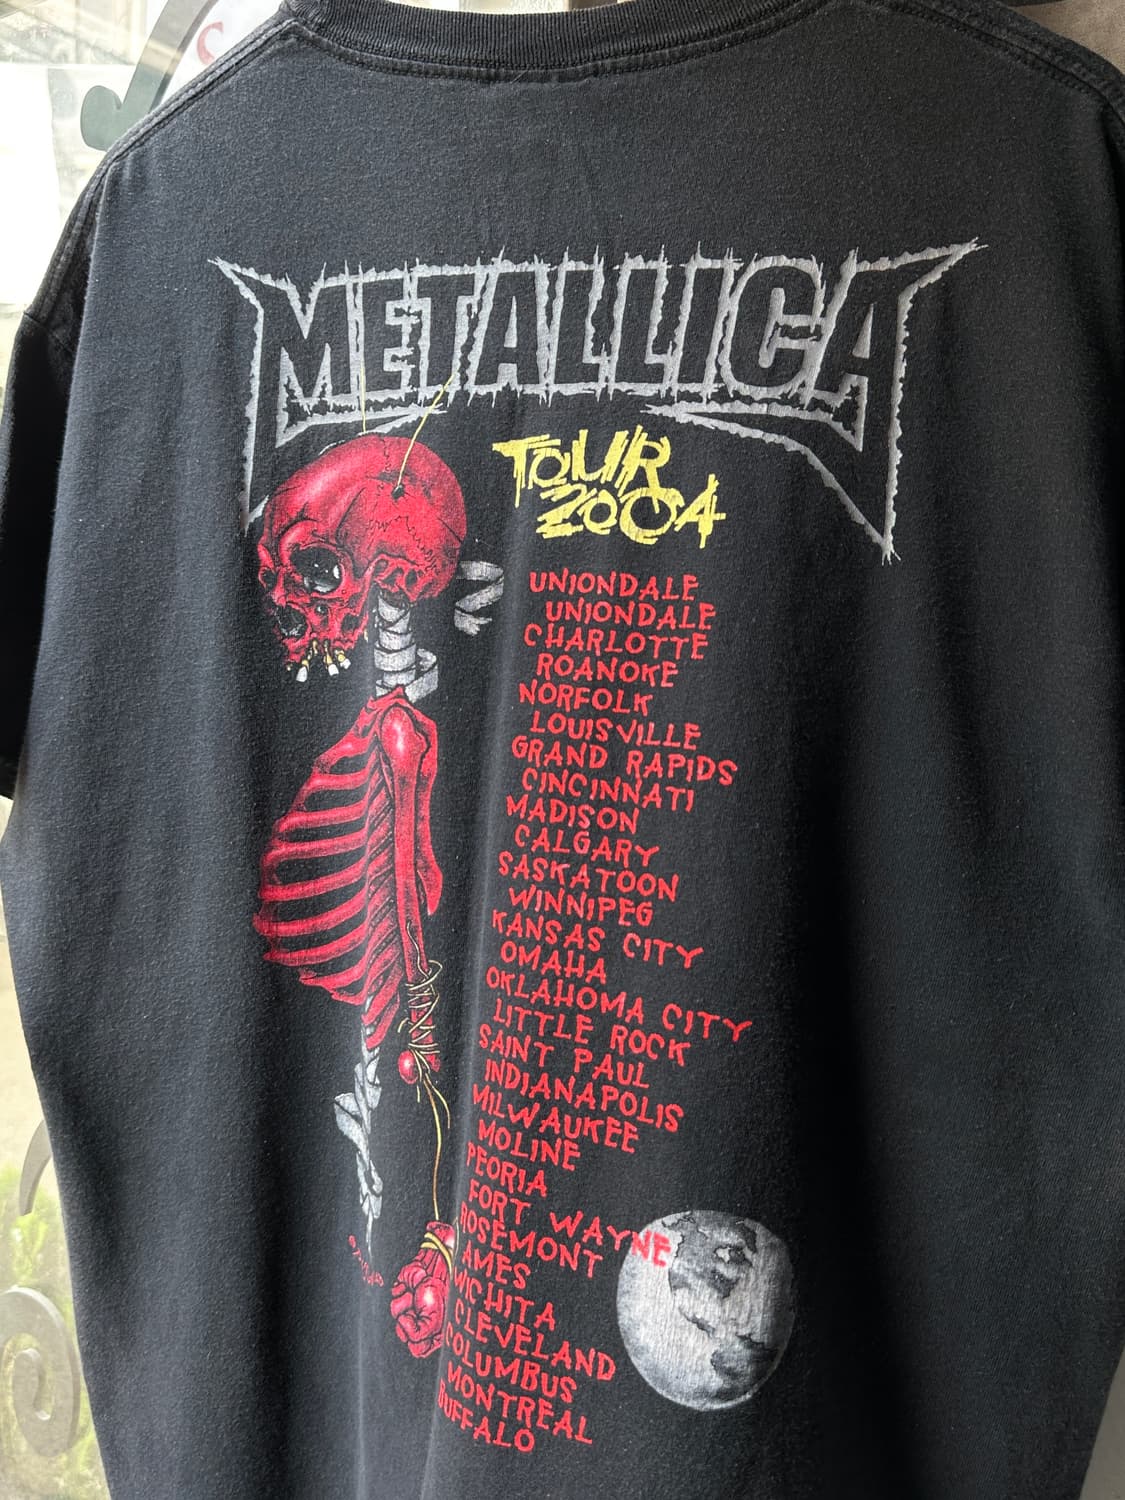 METALLICA
TOUR
2004
UNIONDALE
UNIONDALE
CHARLOTTE
ROANOKE
NORFOLK
LOUISVILLE
GRAND RAPIDS
CINCINNATI
MADISON
CALGARY
SASKATOON
WINNIPEG
KANSAS CITY
OMAHA
OKLAHOMA CITY
LITTLE ROCK
SAINT PAUL
INDIANAPOLIS
MILWAUKEE
MOLINE
PEORIA
FORT WAYNE
ROSEMONT
AMES
WICHITA
CLEVELAND
COLUMBUS
MONTREAL
BUFFALO